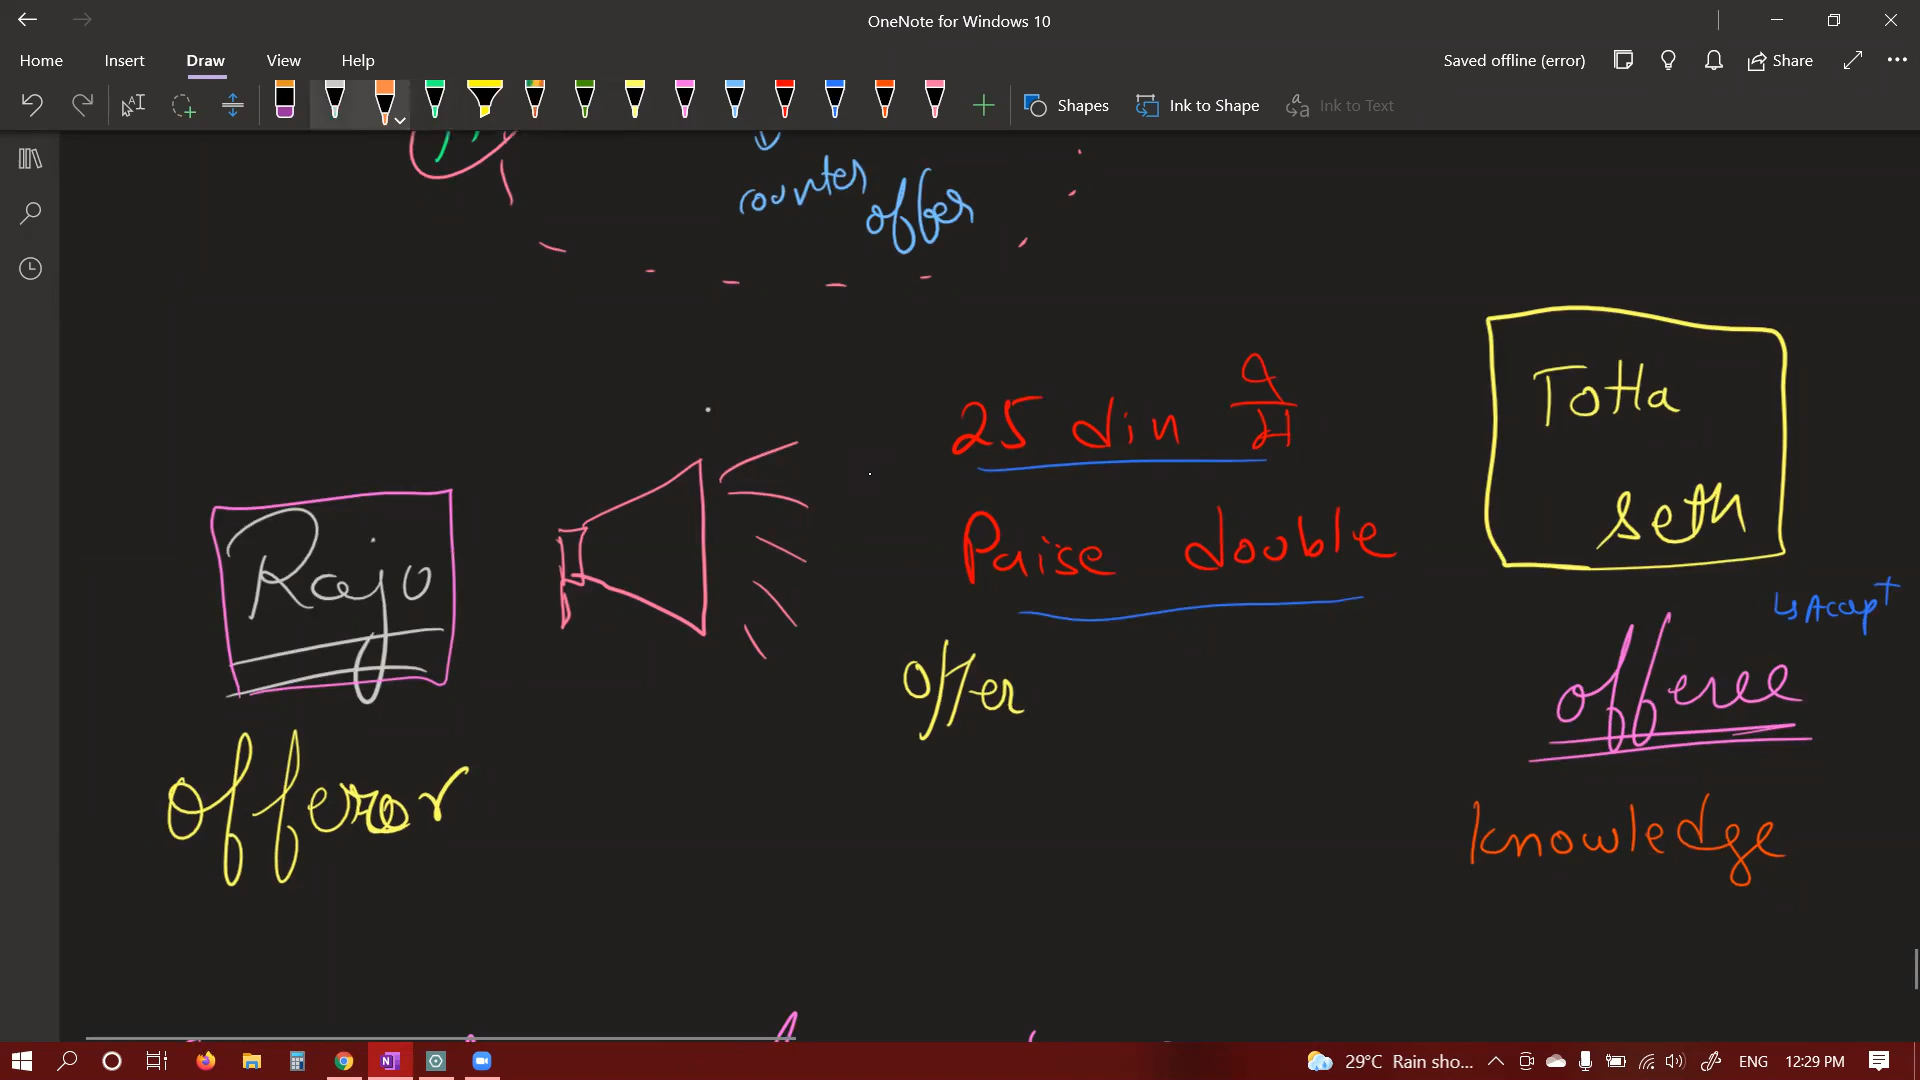 OneNote for Windows 10
Home Insert Draw View Help
Saved offline (error) Share
Shapes Ink to Shape Ink to Text
counter offer
25 din में
Paise double
Totla
seth
Rajo
↳ Accept
offer
offeree
offeror
knowledge
29°C Rain sho... ENG 12:29 PM